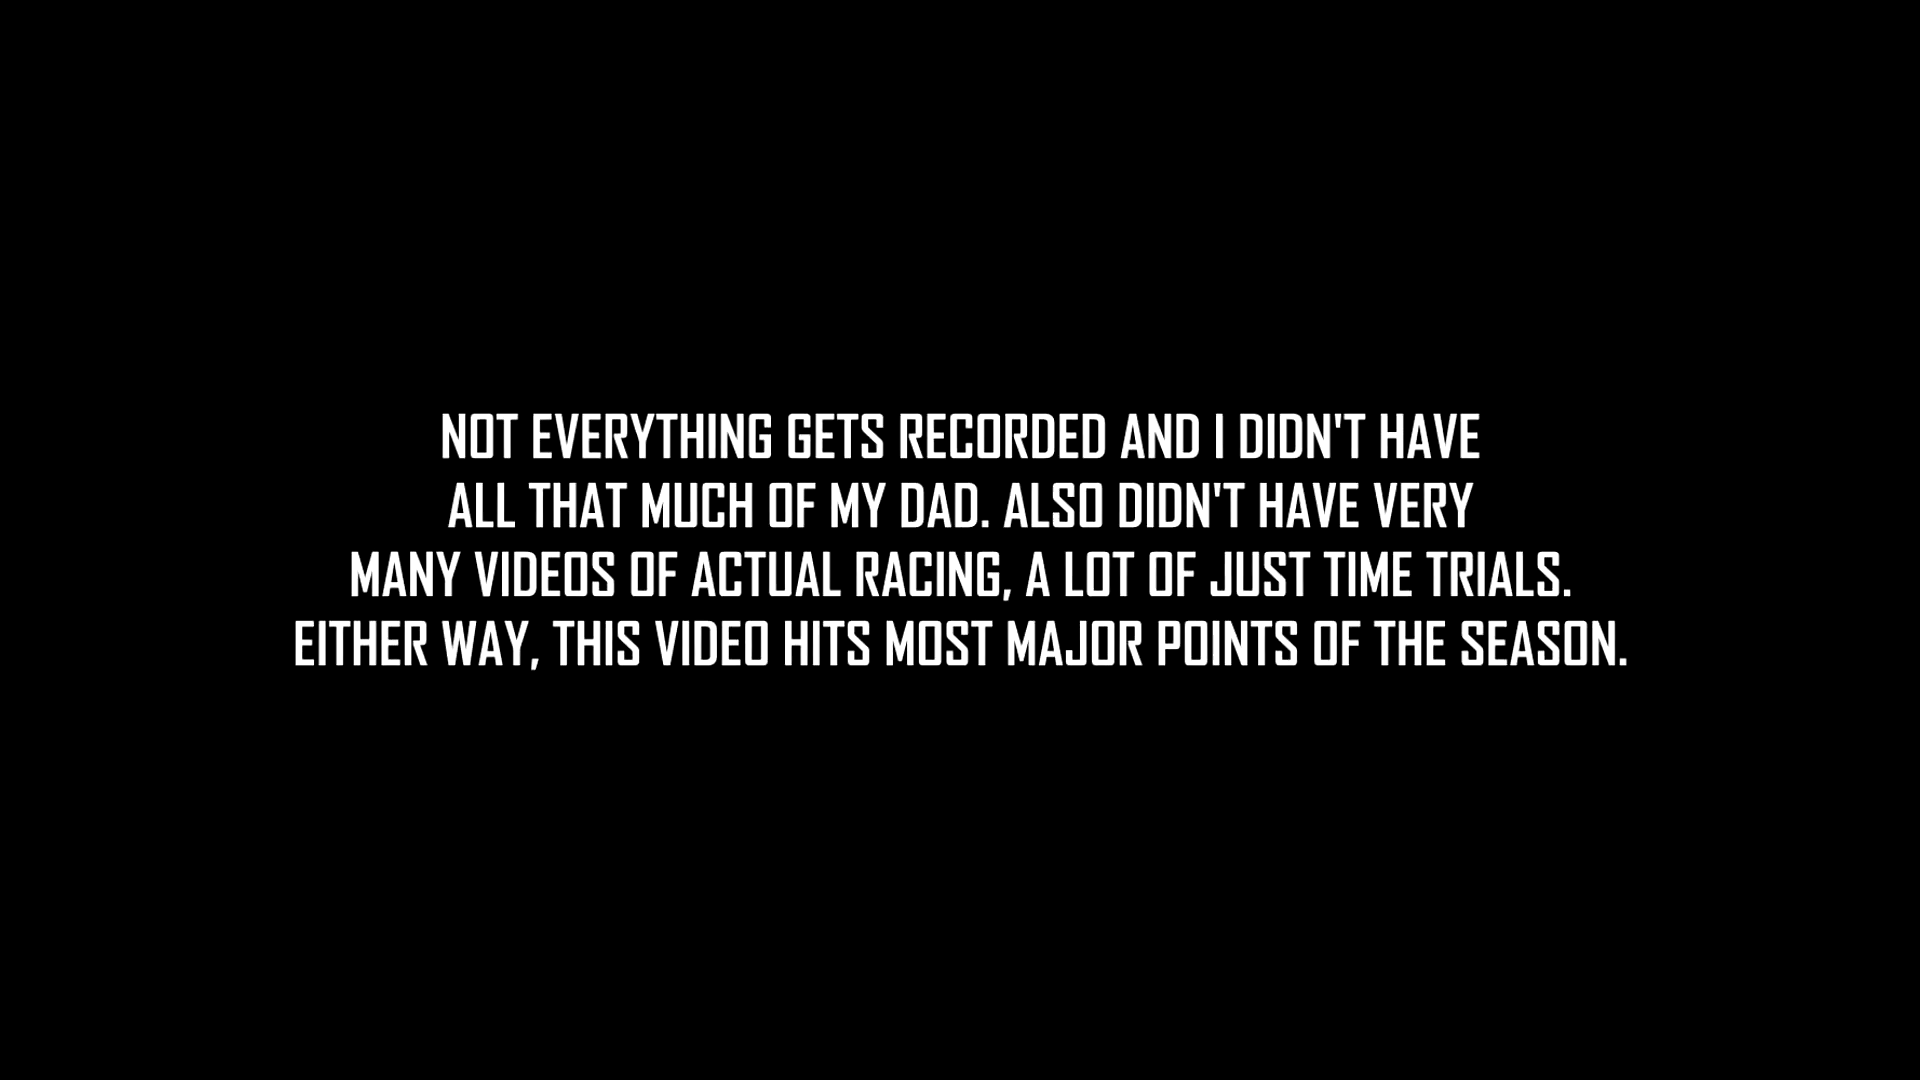 NOT EVERYTHING GETS RECORDED AND I DIDN'T HAVE
ALL THAT MUCH OF MY DAD. ALSO DIDN'T HAVE VERY
MANY VIDEOS OF ACTUAL RACING, A LOT OF JUST TIME TRIALS.
EITHER WAY, THIS VIDEO HITS MOST MAJOR POINTS OF THE SEASON.